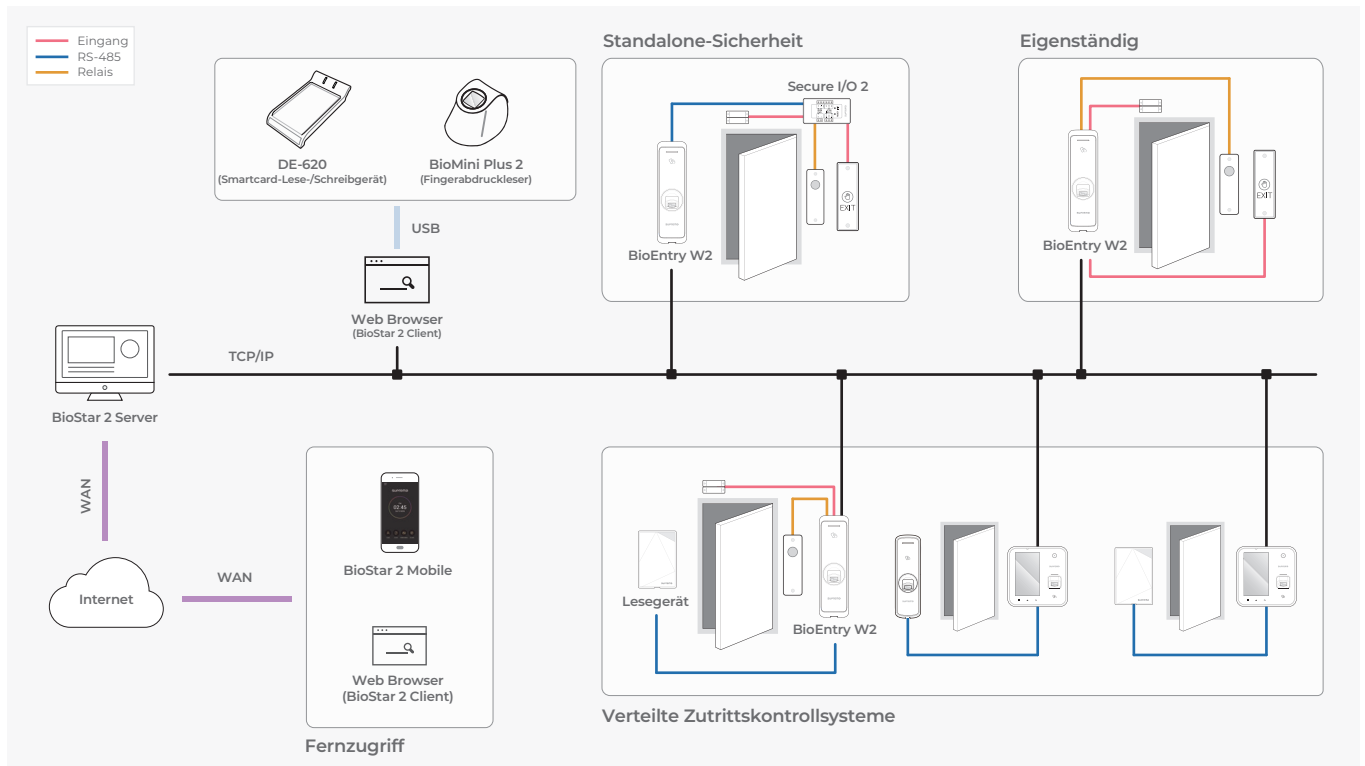 Eingang
RS-485
Relais
DE-620
(Smartcard-Lese-/Schreibgerät)
BioMini Plus 2
(Fingerabdruckleser)
USB
Web Browser
(BioStar 2 Client)
Standalone-Sicherheit
Secure I/O 2
EXIT
BioEntry W2
Eigenständig
EXIT
BioEntry W2
TCP/IP
BioStar 2 Server
WAN
Internet
WAN
02:45
BioStar 2 Mobile
Web Browser
(BioStar 2 Client)
Fernzugriff
Lesegerät
BioEntry W2
Verteilte Zutrittskontrollsysteme